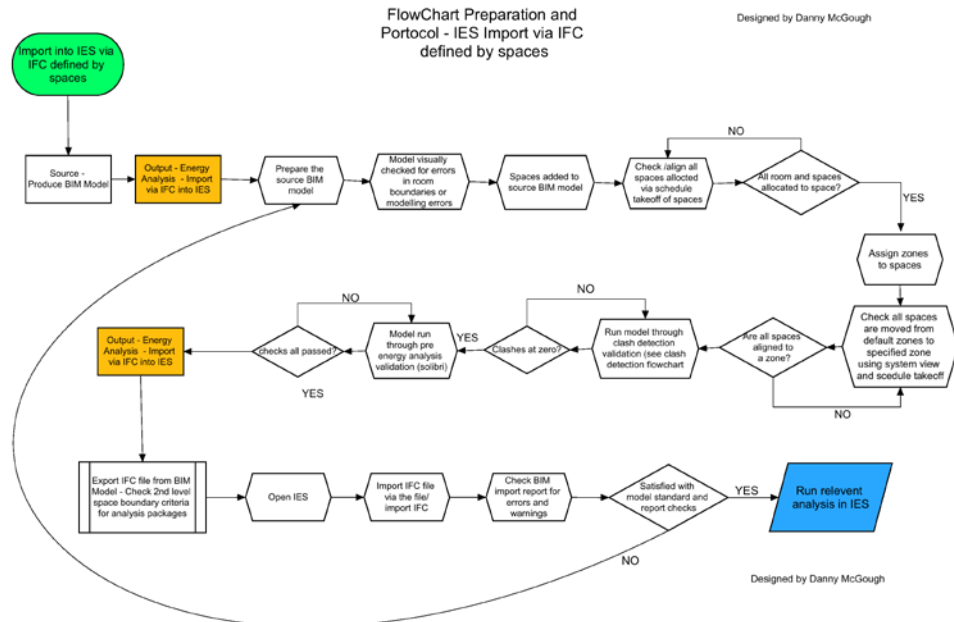 FlowChart Preparation and
Portocol - IES Import via IFC
defined by spaces
Designed by Danny McGough
Import into IES via
IFC defined by
spaces
Source -
Produce BIM Model
Output - Energy
Analysis - Import
via IFC into IES
Prepare the
source BIM
model
Model visually
checked for errors
in room
boundaries or
modelling errors
Spaces added to
source BIM model
Check /align all
spaces allocated
via schedule
takeoff of spaces
NO
All room and spaces
allocated to space?
YES
Assign zones
to spaces
Check all spaces
are moved from
default zones to
specified zone
using system view
and scedule takeoff
Are all spaces
aligned to
a zone?
NO
Run model through
clash detection
validation (see clash
detection flowchart
NO
Clashes at zero?
YES
Model run
through pre
energy analysis
validation (solibri)
NO
checks all passed?
YES
Output - Energy
Analysis - Import
via IFC into IES
Export IFC file from BIM
Model - Check 2nd level
space boundary criteria
for analysis packages
Open IES
Import IFC file
via the file/
import IFC
Check BIM
import report for
errors and
warnings
Satisfied with
model standard and
report checks
YES
NO
Run relevent
analysis in IES
Designed by Danny McGough